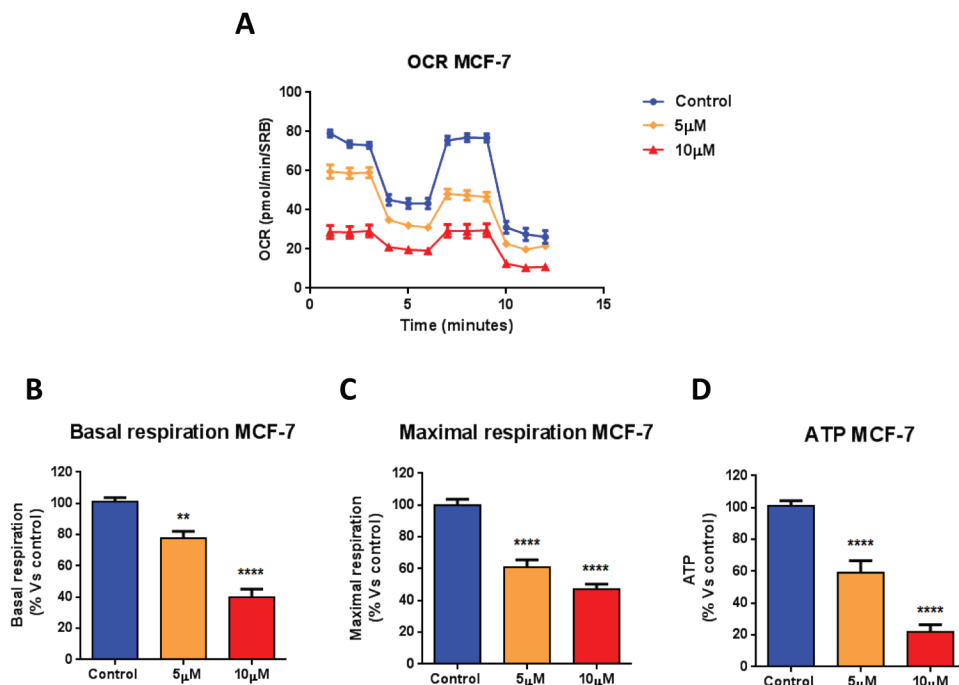 A
OCR MCF-7
OCR (pmol/min/SRB)
100
80
60
40
20
0
0 5 10 15
Time (minutes)
Control
5μM
10μM
B
Basal respiration MCF-7
Basal respiration
(% Vs control)
120
100
80
60
40
20
0
**
****
Control 5μM 10μM
C
Maximal respiration MCF-7
Maximal respiration
(% Vs control)
120
100
80
60
40
20
0
****
****
Control 5μM 10μM
D
ATP MCF-7
ATP
(% Vs control)
120
100
80
60
40
20
0
****
****
Control 5μM 10μM